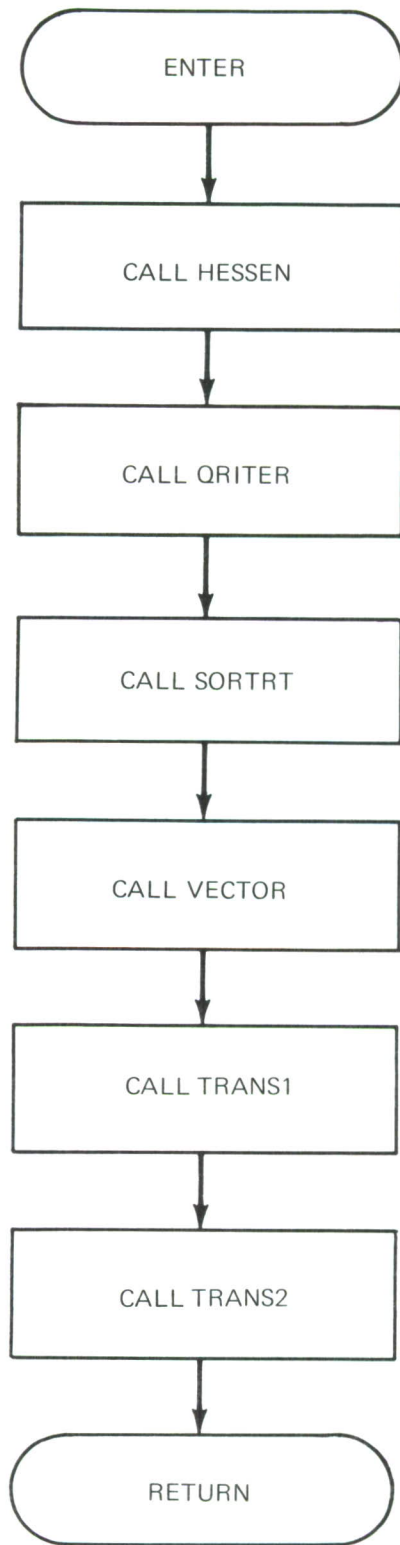 ENTER
CALL HESSEN
CALL QRITER
CALL SORTRT
CALL VECTOR
CALL TRANS1
CALL TRANS2
RETURN